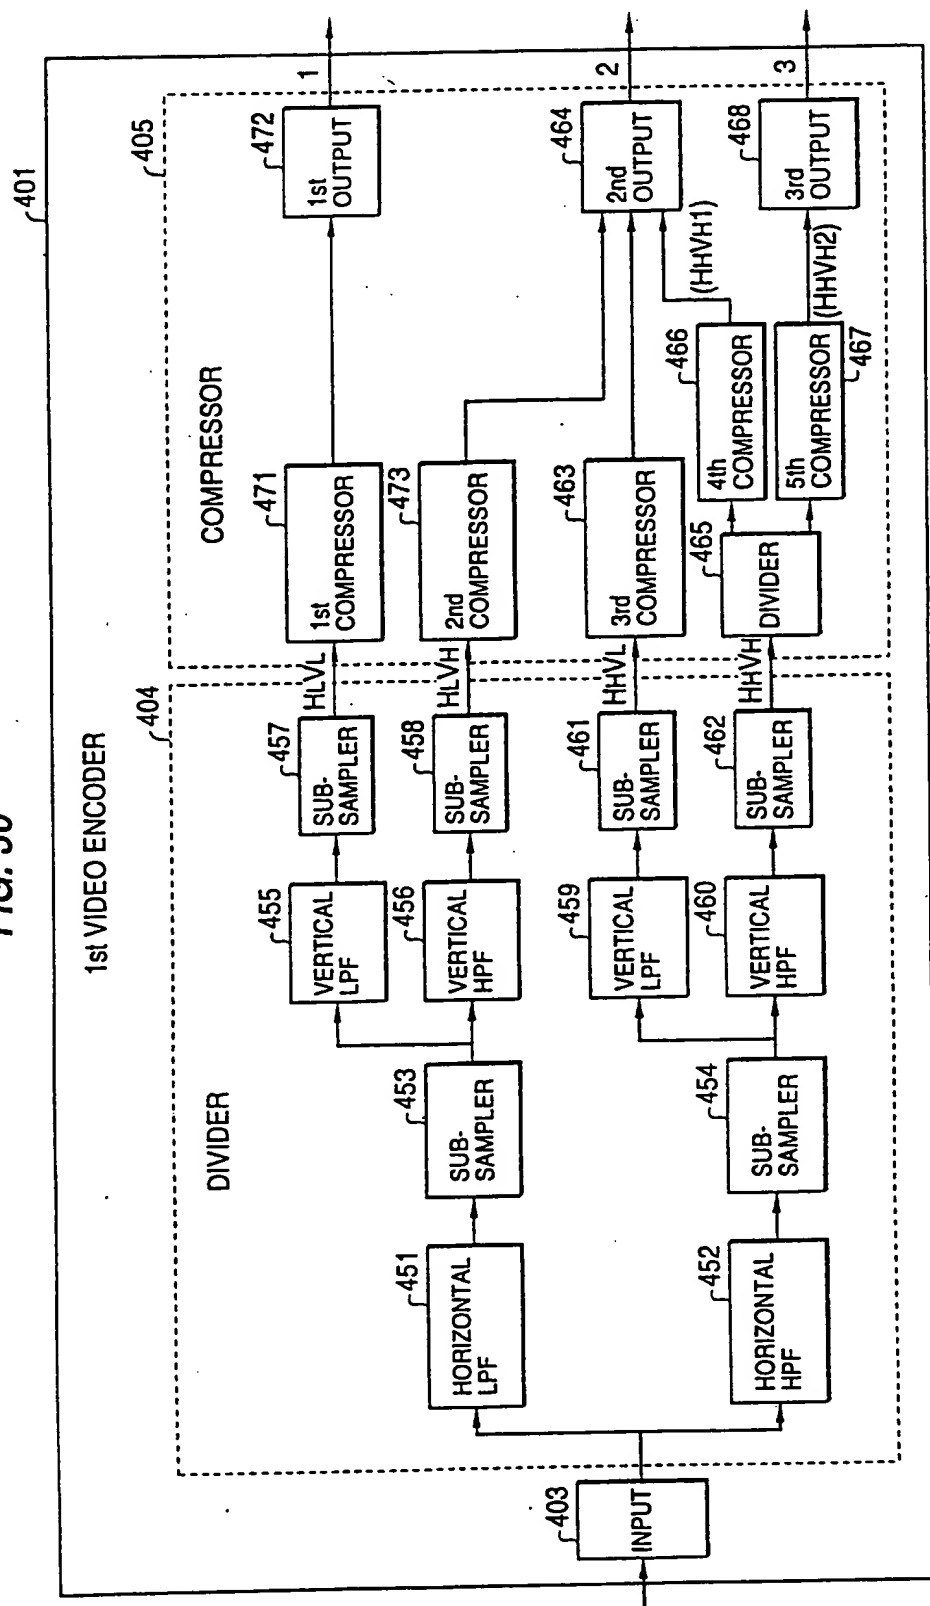 FIG. 30
401
1st VIDEO ENCODER
404
405
DIVIDER
COMPRESSOR
403
INPUT
451
HORIZONTAL
LPF
453
SUB-
SAMPLER
455
VERTICAL
LPF
457
SUB-
SAMPLER
HLVL
471
1st
COMPRESSOR
472
1st
OUTPUT
1
456
VERTICAL
HPF
458
SUB-
SAMPLER
HLVH
473
2nd
COMPRESSOR
452
HORIZONTAL
HPF
454
SUB-
SAMPLER
459
VERTICAL
LPF
461
SUB-
SAMPLER
HHVL
463
3rd
COMPRESSOR
464
2nd
OUTPUT
2
460
VERTICAL
HPF
462
SUB-
SAMPLER
HHVH
465
DIVIDER
466
4th
COMPRESSOR
(HHVH1)
5th
COMPRESSOR
467
(HHVH2)
468
3rd
OUTPUT
3